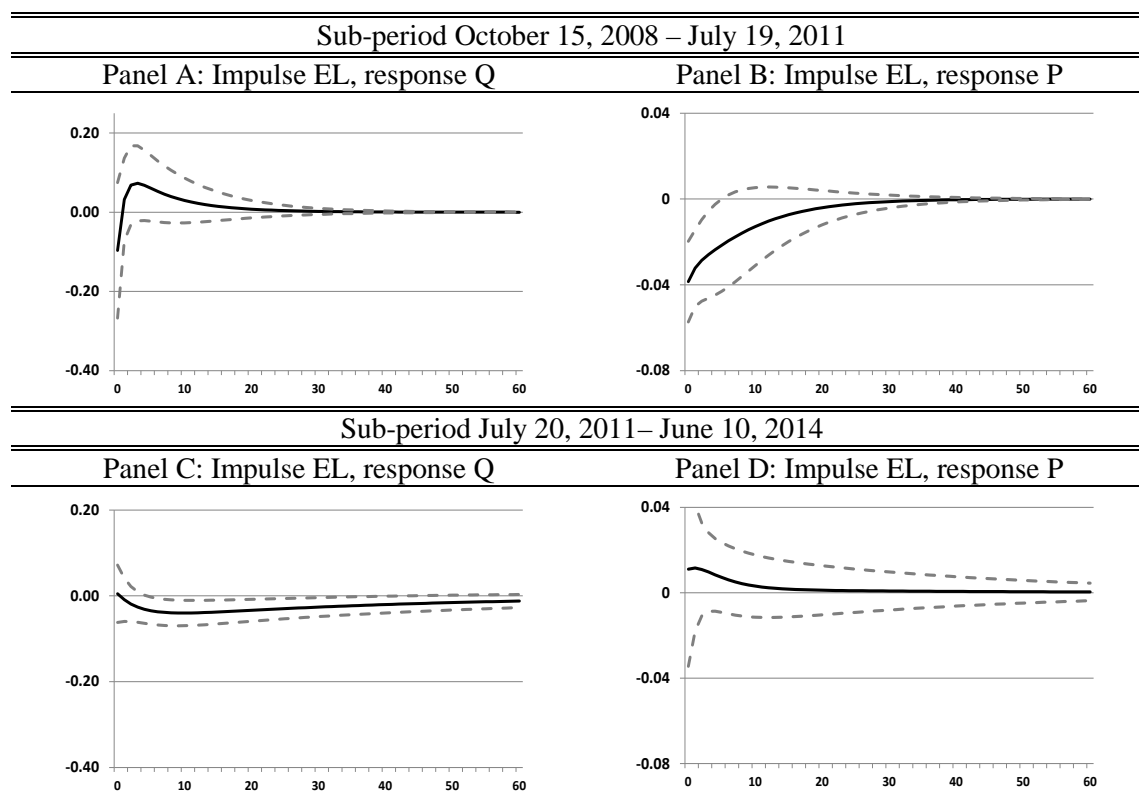 Sub-period October 15, 2008 – July 19, 2011
Panel A: Impulse EL, response Q
Panel B: Impulse EL, response P
0.20
0.00
-0.20
-0.40
0 10 20 30 40 50 60
0.04
0
-0.04
-0.08
0 10 20 30 40 50 60
Sub-period July 20, 2011– June 10, 2014
Panel C: Impulse EL, response Q
Panel D: Impulse EL, response P
0.20
0.00
-0.20
-0.40
0 10 20 30 40 50 60
0.04
0
-0.04
-0.08
0 10 20 30 40 50 60